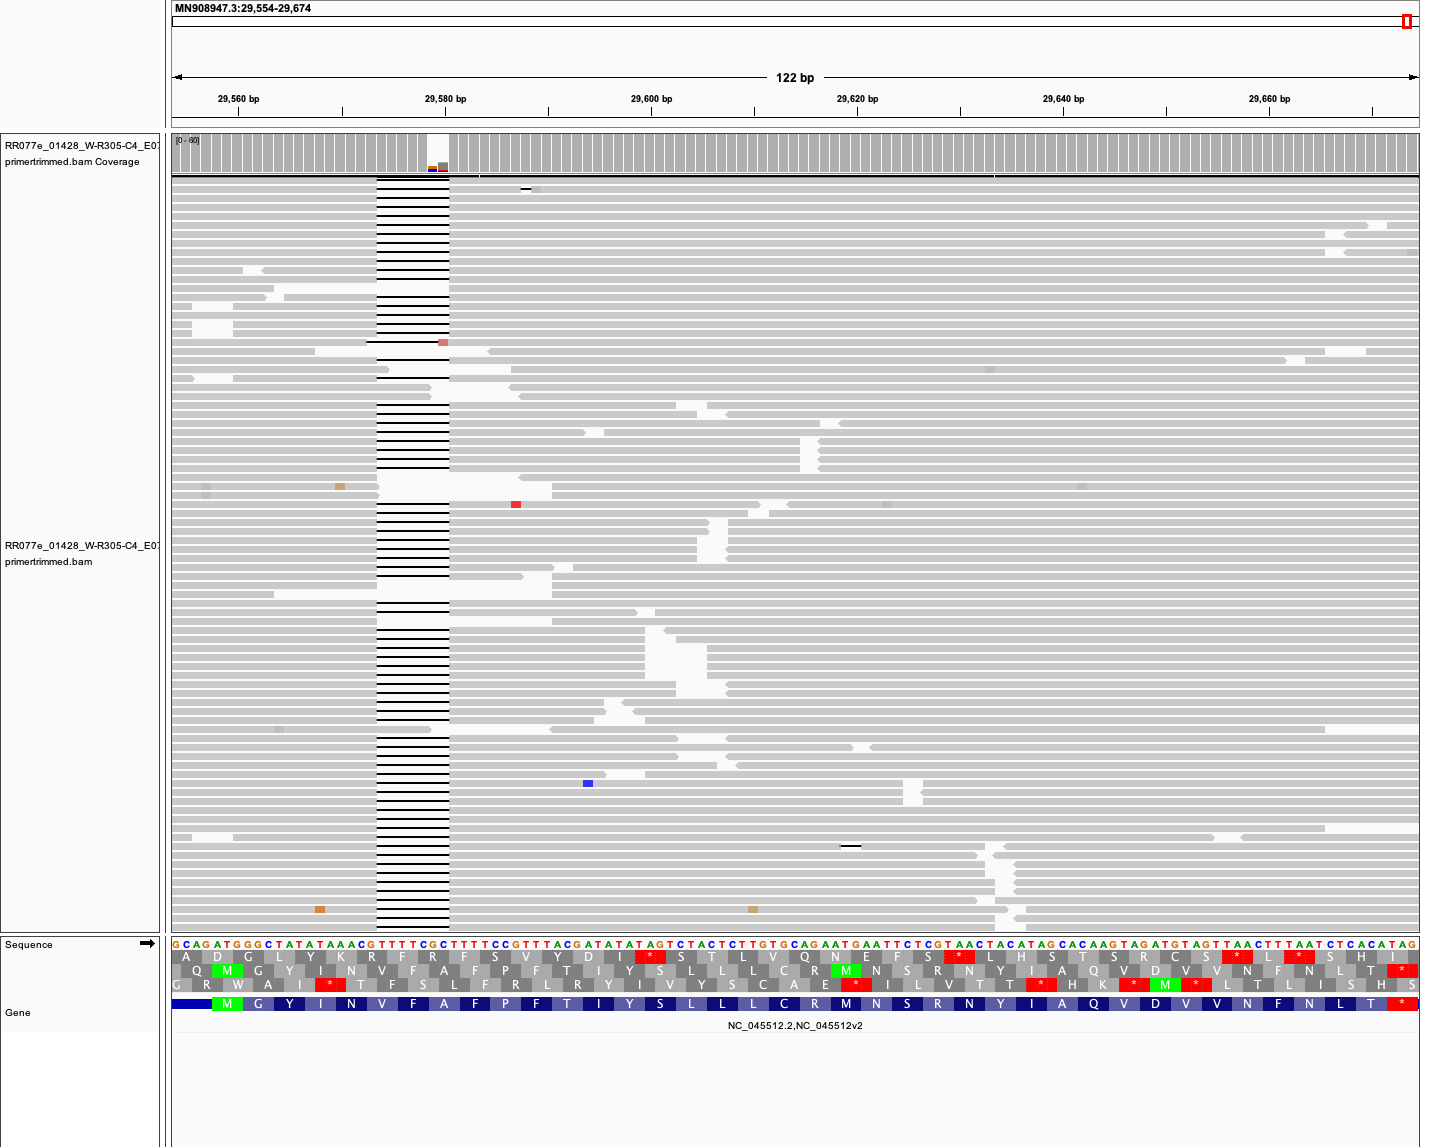 MN908947.3:29,554-29,674
122 bp
29,560 bp 29,580 bp 29,600 bp 29,620 bp 29,640 bp 29,660 bp
[0 - 60]
RR077e_01428_W-R305-C4_E07
primertrimmed.bam Coverage
RR077e_01428_W-R305-C4_E07
primertrimmed.bam
Sequence
GCAGATGGGCTATATAAACGTTTTCGCTTTTCCGTTTACGATATATAGTCTACTCTTGTGCAGAATGAATTCTCGTAACTACATAGCACAAGTAGATGTAGTTAACTTTAATCTCACATAG
A D G L Y K R F R F S V Y D I * S T L V Q N E F S * L H S T S R C S * L * S H I
Q M G Y I N V F A F P F T I Y S L L L C R M N S R N Y I A Q V D V V N F N L T *
G R W A I * T F S L F R L R Y I V Y S C A E * I L V T T * H K * M * L T L I S H S
Gene
M G Y I N V F A F P F T I Y S L L L C R M N S R N Y I A Q V D V V N F N L T *
NC_045512.2,NC_045512v2